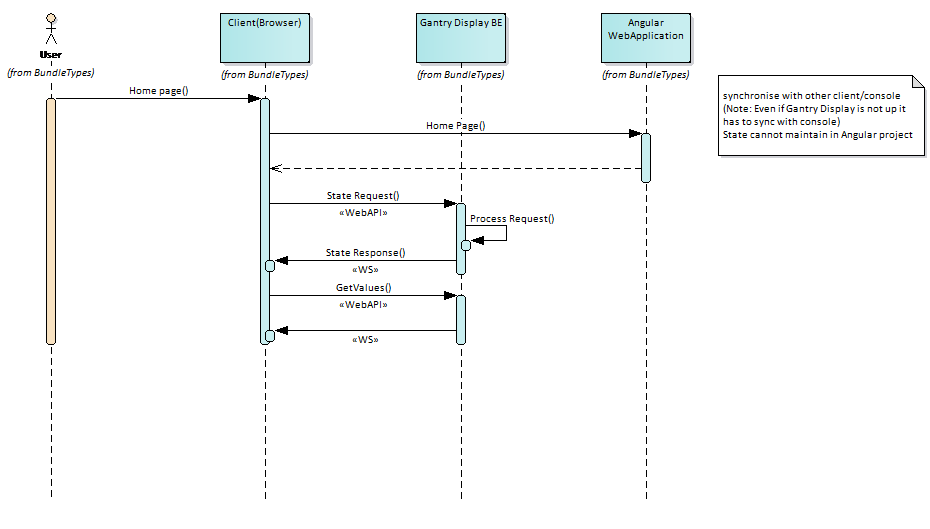 Client(Browser)
Gantry Display BE
Angular
WebApplication
User
(from BundleTypes)
(from BundleTypes)
(from BundleTypes)
(from BundleTypes)
synchronise with other client/console
(Note: Even if Gantry Display is not up it
has to sync with console)
State cannot maintain in Angular project
Home page()
Home Page()
State Request()
«WebAPI»
Process Request()
State Response()
«WS»
GetValues()
«WebAPI»
«WS»